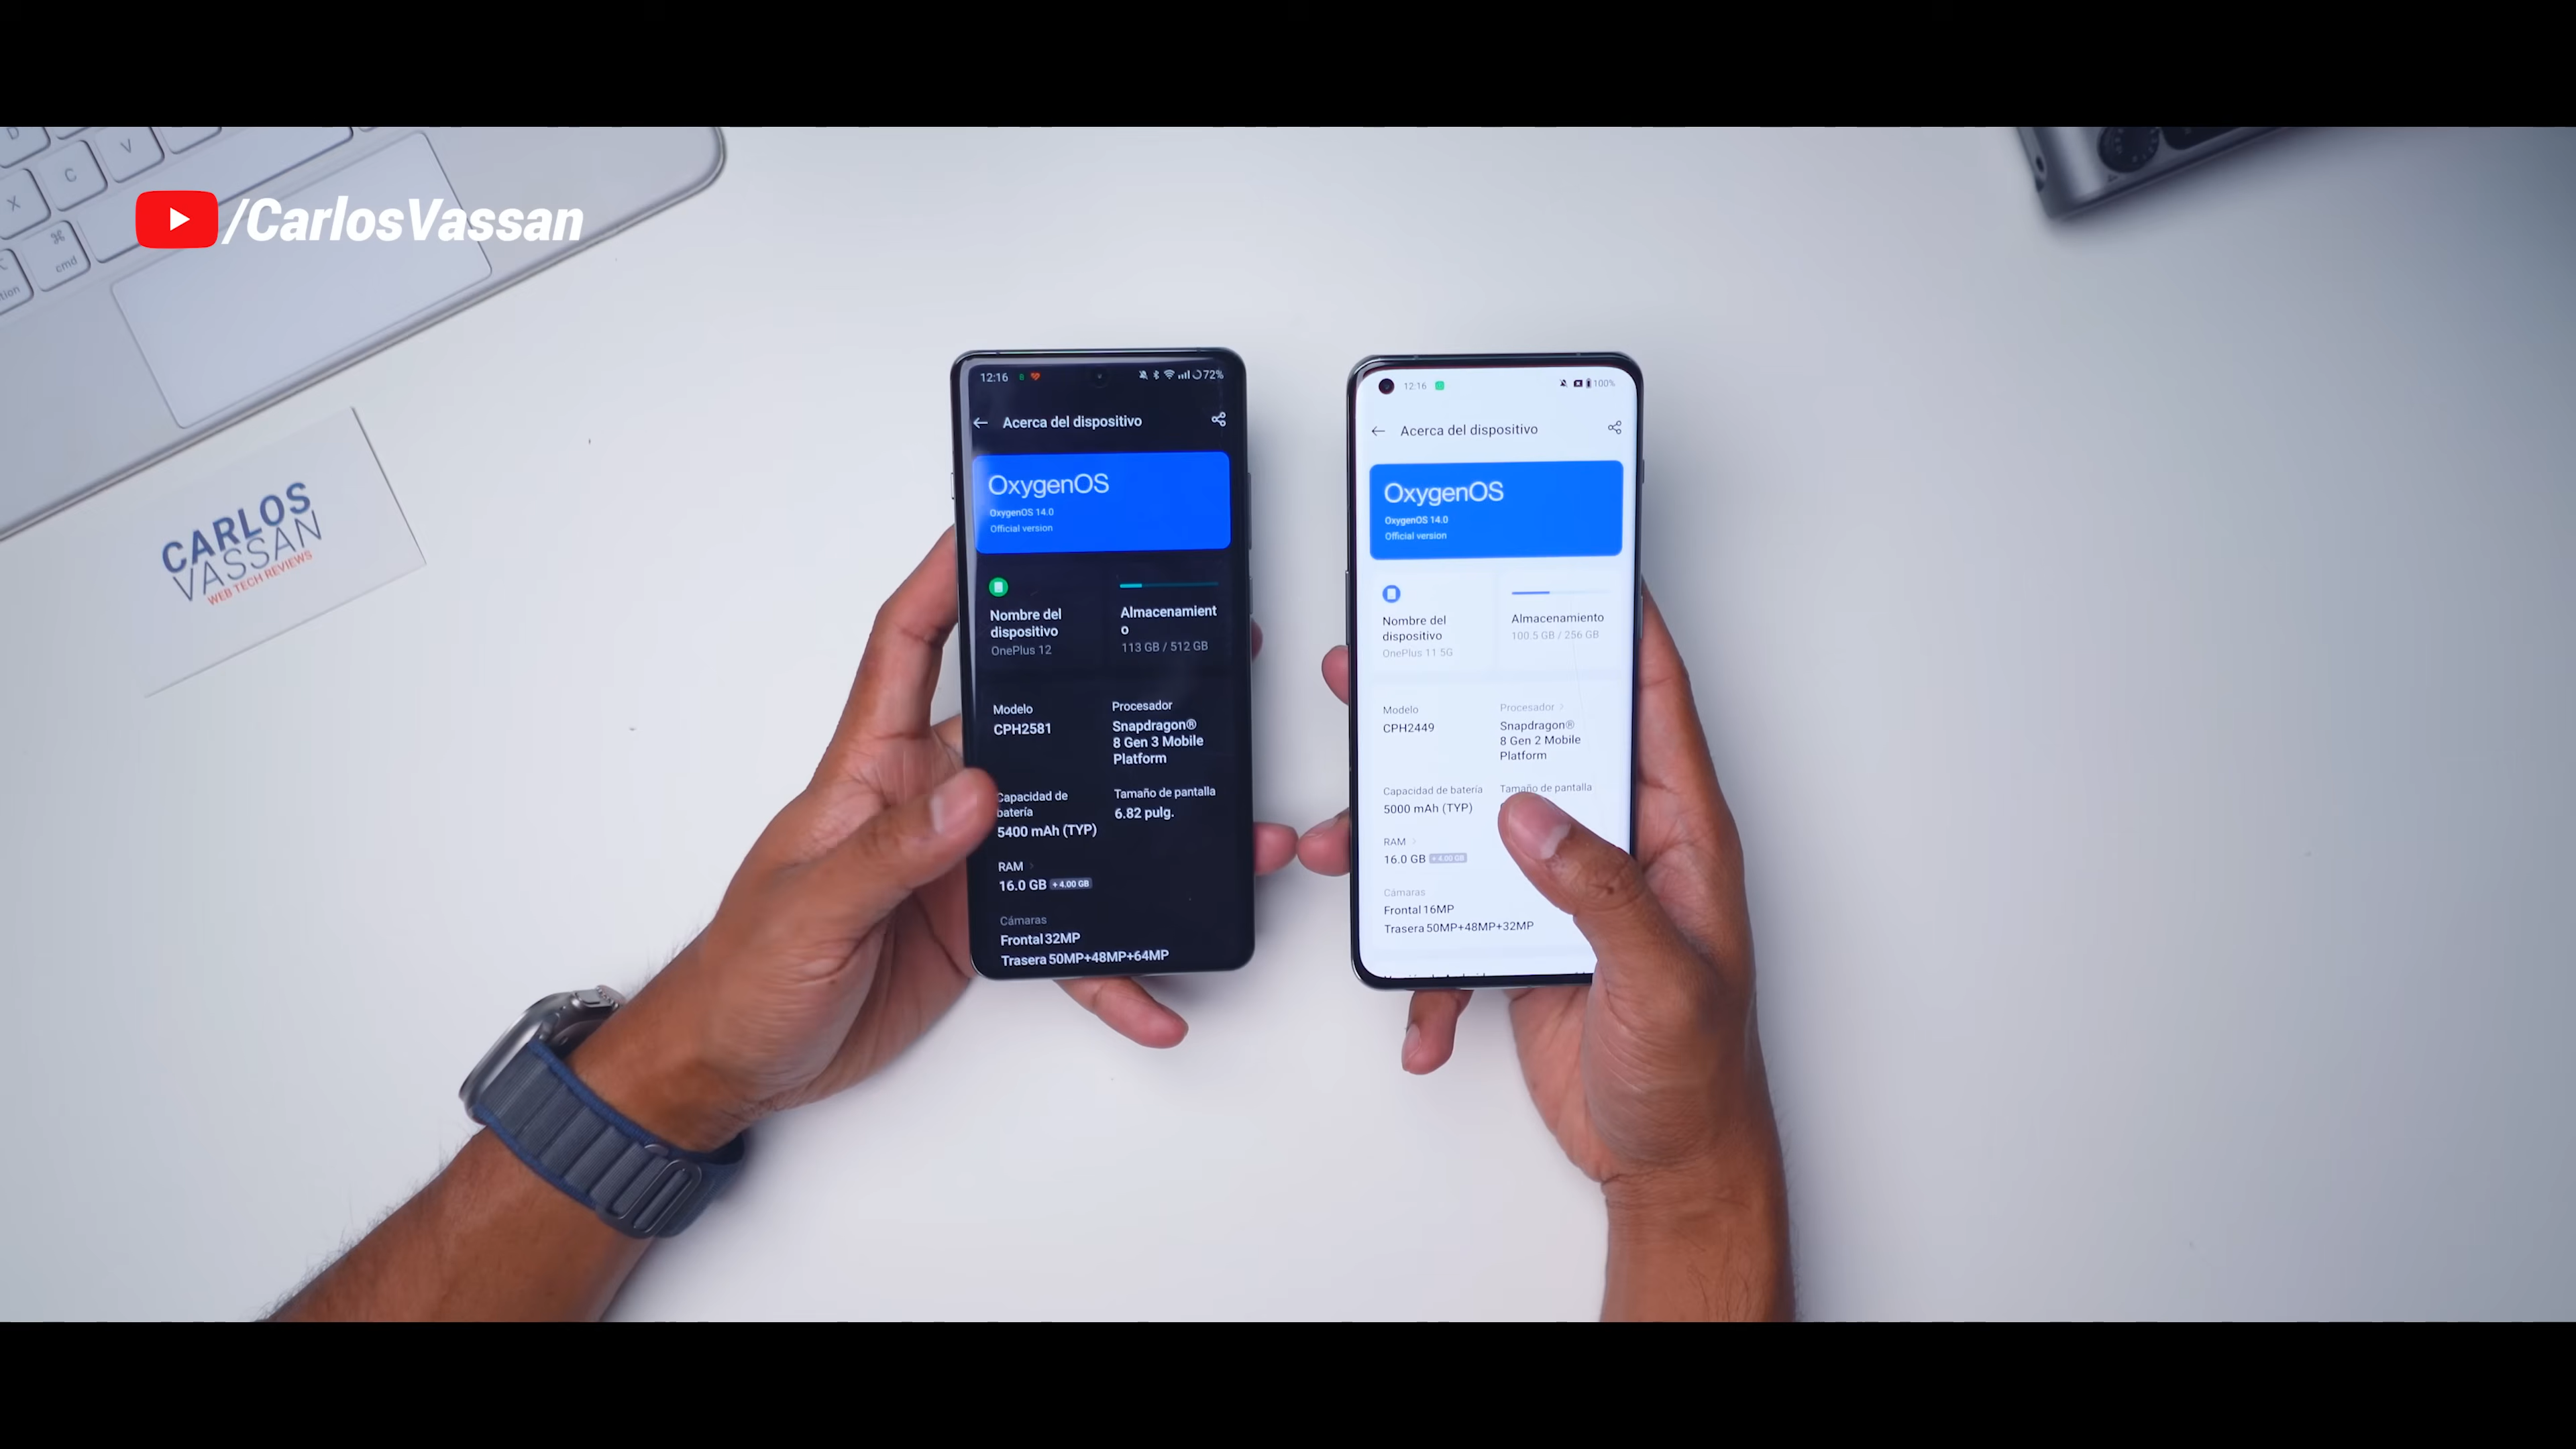 /CarlosVassan
D
X
C
V
⌘
cmd
CARLOS
VASSAN
WEB TECH REVIEWS
12:16
72%
Acerca del dispositivo
OxygenOS
OxygenOS 14.0
Official version
Nombre del
dispositivo
OnePlus 12
Almacenamient
o
113 GB / 512 GB
Modelo
CPH2581
Procesador
Snapdragon®
8 Gen 3 Mobile
Platform
Capacidad de
batería
5400 mAh (TYP)
Tamaño de pantalla
6.82 pulg.
RAM
16.0 GB +4.00 GB
Cámaras
Frontal 32MP
Trasera 50MP+48MP+64MP
12:16
100%
Acerca del dispositivo
OxygenOS
OxygenOS 14.0
Official version
Nombre del
dispositivo
OnePlus 11 5G
Almacenamiento
100.5 GB / 256 GB
Modelo
CPH2449
Procesador
Snapdragon®
8 Gen 2 Mobile
Platform
Capacidad de batería
5000 mAh (TYP)
Tamaño de pantalla
RAM
16.0 GB +4.00 GB
Cámaras
Frontal 16MP
Trasera 50MP+48MP+32MP